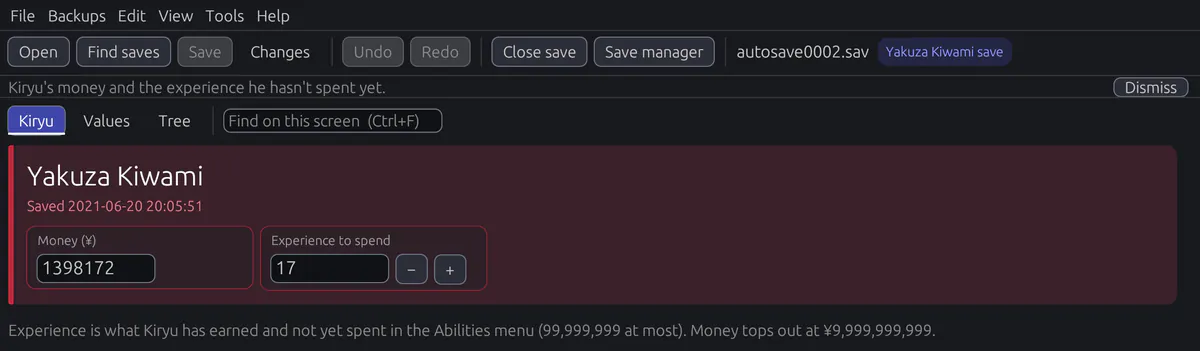 File Backups Edit View Tools Help
Open Find saves Save Changes Undo Redo Close save Save manager autosave0002.sav Yakuza Kiwami save
Kiryu's money and the experience he hasn't spent yet. Dismiss
Kiryu Values Tree Find on this screen (Ctrl+F)
Yakuza Kiwami
Saved 2021-06-20 20:05:51
Money (¥) Experience to spend
1398172 17 − +
Experience is what Kiryu has earned and not yet spent in the Abilities menu (99,999,999 at most). Money tops out at ¥9,999,999,999.